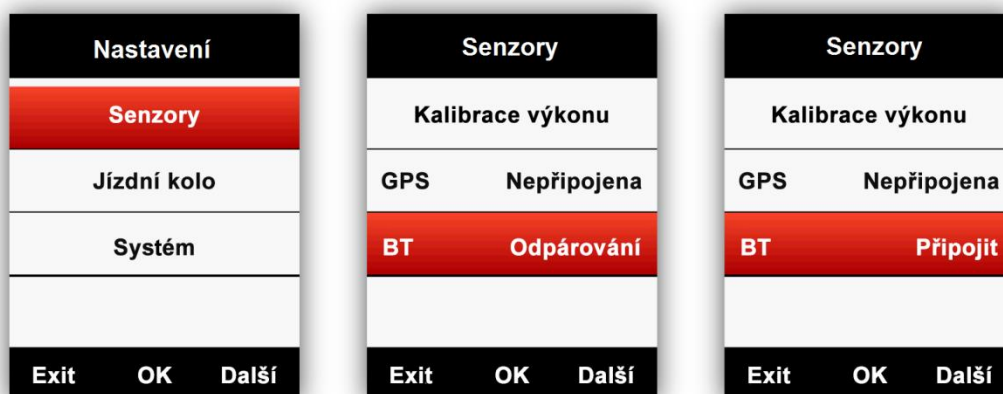 Nastavení
Senzory
Jízdní kolo
Systém
Exit OK Další
Senzory
Kalibrace výkonu
GPS Nepřipojena
BT Odpárování
Exit OK Další
Senzory
Kalibrace výkonu
GPS Nepřipojena
BT Připojit
Exit OK Další